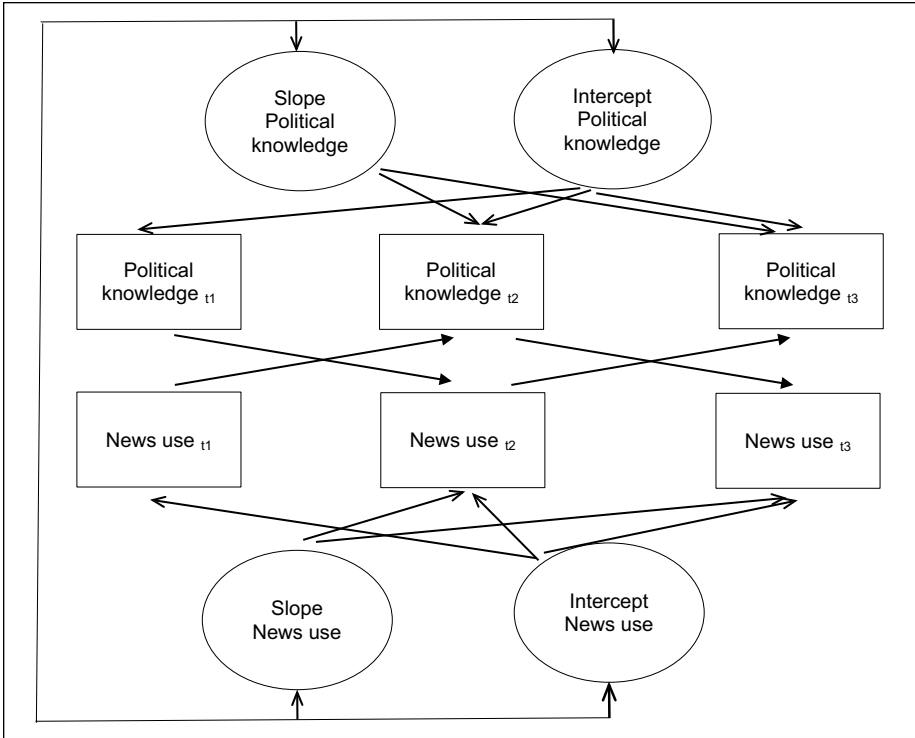 Slope
Political
knowledge
Intercept
Political
knowledge
Political
knowledge t1
Political
knowledge t2
Political
knowledge t3
News use t1
News use t2
News use t3
Slope
News use
Intercept
News use